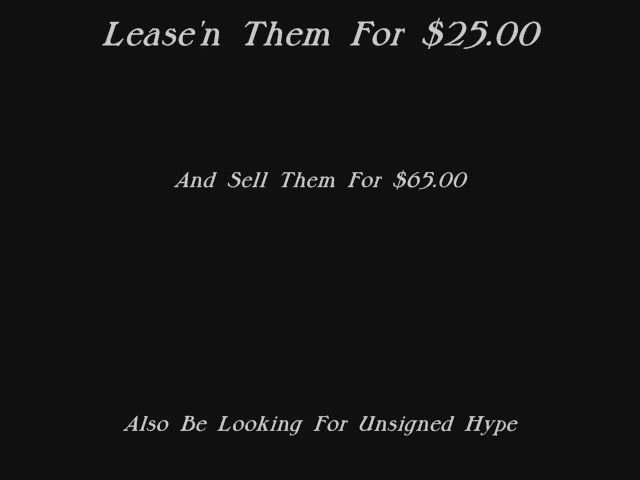 Lease'n Them For $25.00
And Sell Them For $65.00
Also Be Looking For Unsigned Hype